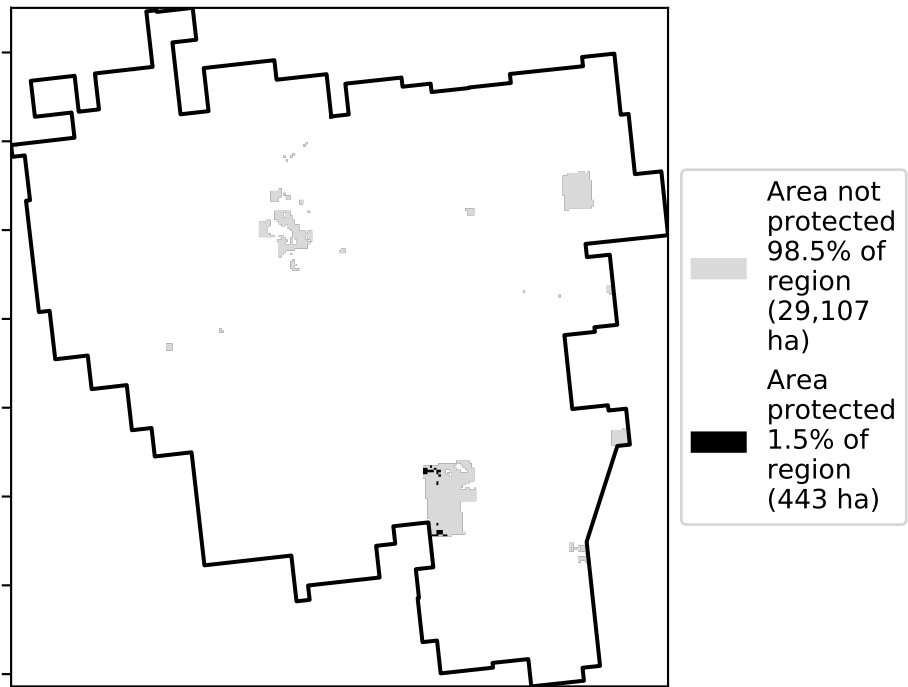 Area not
protected
98.5% of
region
(29,107
ha)
Area
protected
1.5% of
region
(443 ha)